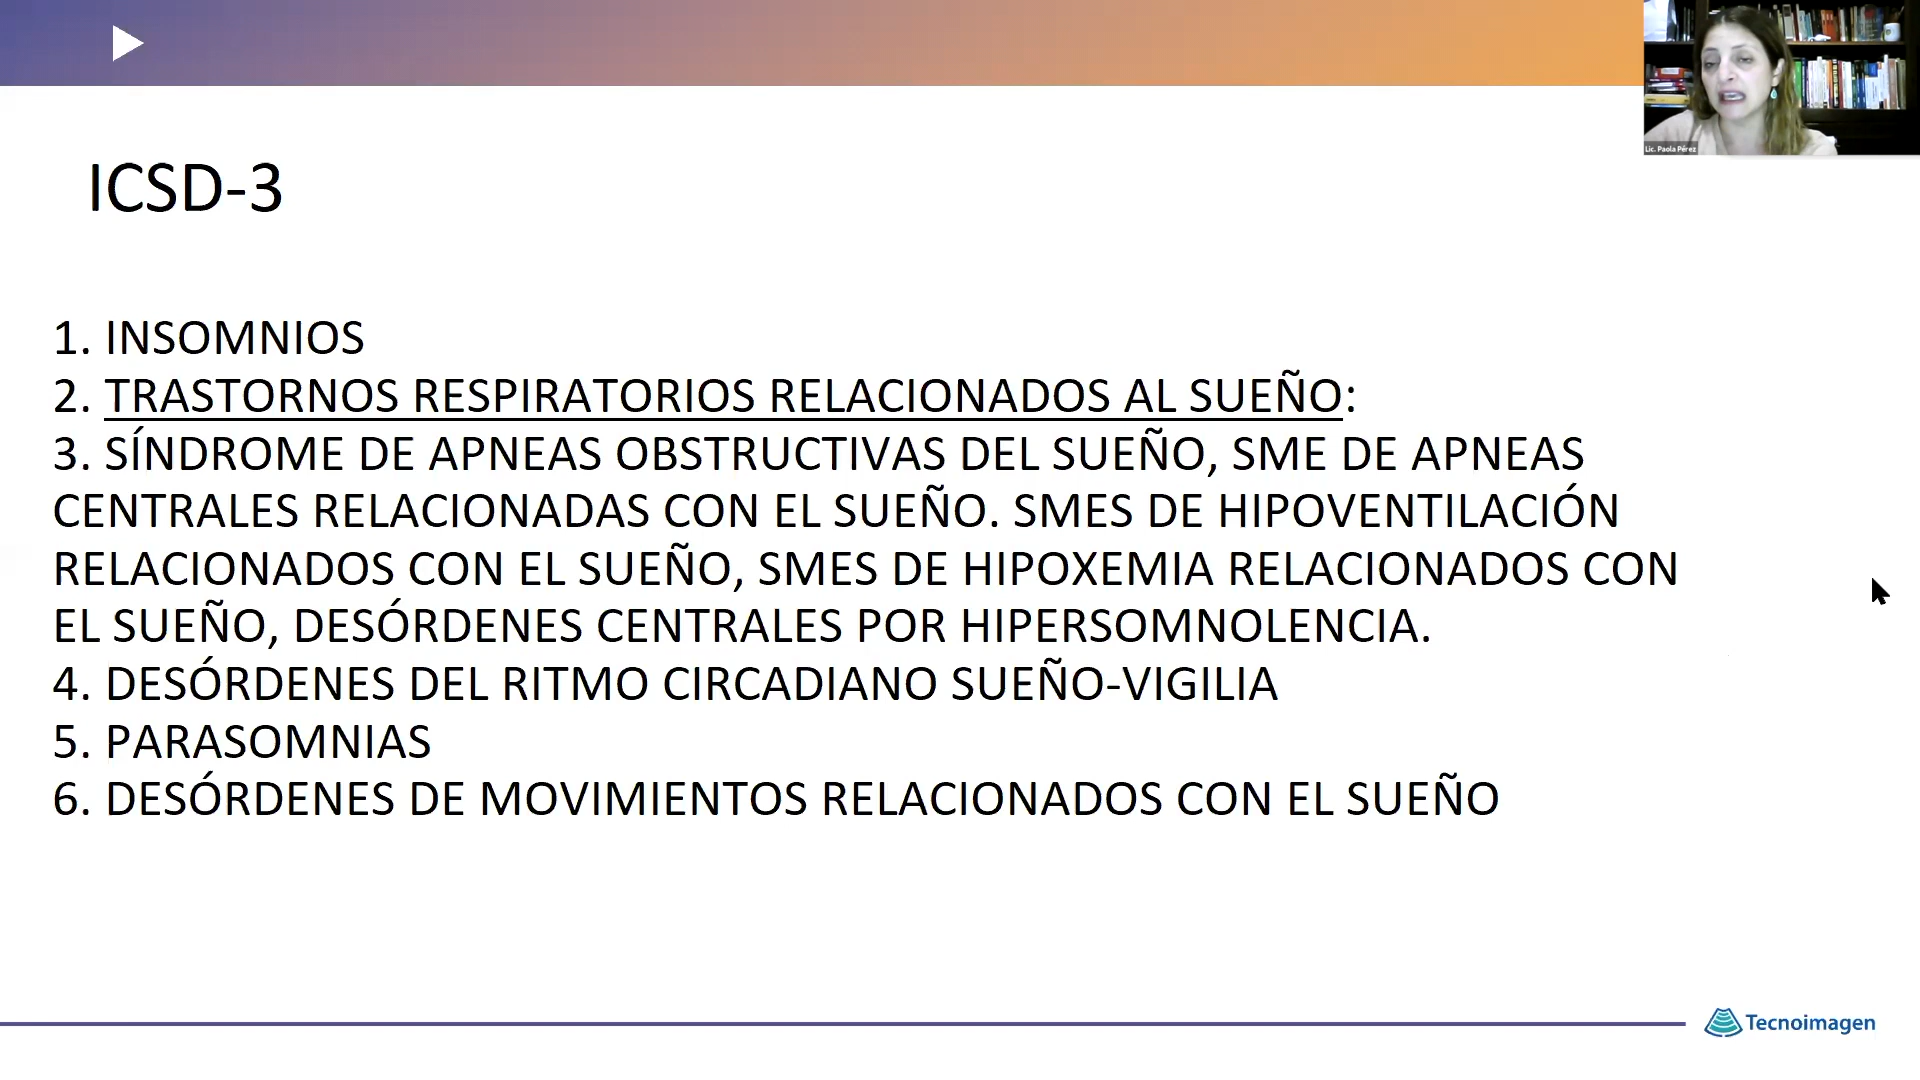 Lic. Paola Pérez
ICSD-3
1. INSOMNIOS
2. TRASTORNOS RESPIRATORIOS RELACIONADOS AL SUEÑO:
3. SÍNDROME DE APNEAS OBSTRUCTIVAS DEL SUEÑO, SME DE APNEAS
CENTRALES RELACIONADAS CON EL SUEÑO. SMES DE HIPOVENTILACIÓN
RELACIONADOS CON EL SUEÑO, SMES DE HIPOXEMIA RELACIONADOS CON
EL SUEÑO, DESÓRDENES CENTRALES POR HIPERSOMNOLENCIA.
4. DESÓRDENES DEL RITMO CIRCADIANO SUEÑO-VIGILIA
5. PARASOMNIAS
6. DESÓRDENES DE MOVIMIENTOS RELACIONADOS CON EL SUEÑO
Tecnoimagen